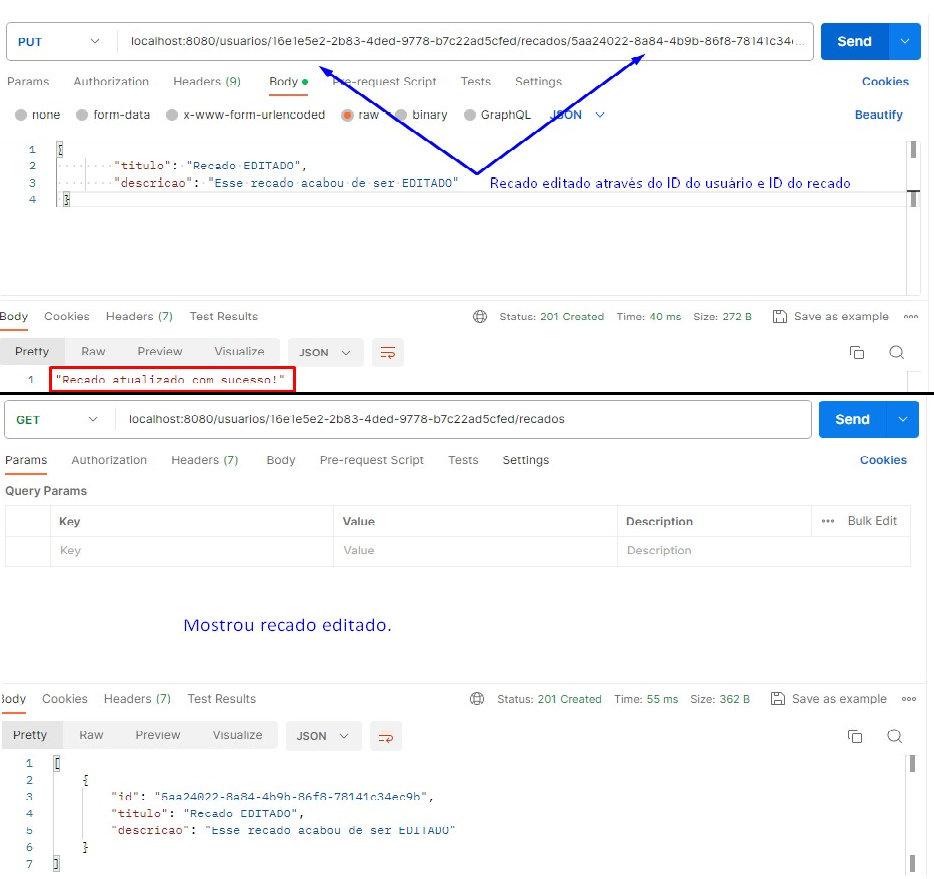 PUT localhost:8080/usuarios/16e1e5e2-2b83-4ded-9778-b7c22ad5cfed/recados/5aa24022-8a84-4b9b-86f8-78141c34e... Send
Params Authorization Headers (9) Body Pre-request Script Tests Settings Cookies
none form-data x-www-form-urlencoded raw binary GraphQL JSON Beautify
1 {
2 "titulo": "Recado EDITADO",
3 "descricao": "Esse recado acabou de ser EDITADO" Recado editado através do ID do usuário e ID do recado
4 }
Body Cookies Headers (7) Test Results Status: 201 Created Time: 40 ms Size: 272 B Save as example
Pretty Raw Preview Visualize JSON
1 "Recado atualizado com sucesso!"
GET localhost:8080/usuarios/16e1e5e2-2b83-4ded-9778-b7c22ad5cfed/recados Send
Params Authorization Headers (7) Body Pre-request Script Tests Settings Cookies
Query Params
Key Value Description Bulk Edit
Key Value Description
Mostrou recado editado.
Body Cookies Headers (7) Test Results Status: 201 Created Time: 55 ms Size: 362 B Save as example
Pretty Raw Preview Visualize JSON
1 [
2 {
3 "id": "5aa24022-8a84-4b9b-86f8-78141c34ec9b",
4 "titulo": "Recado EDITADO",
5 "descricao": "Esse recado acabou de ser EDITADO"
6 }
7 ]